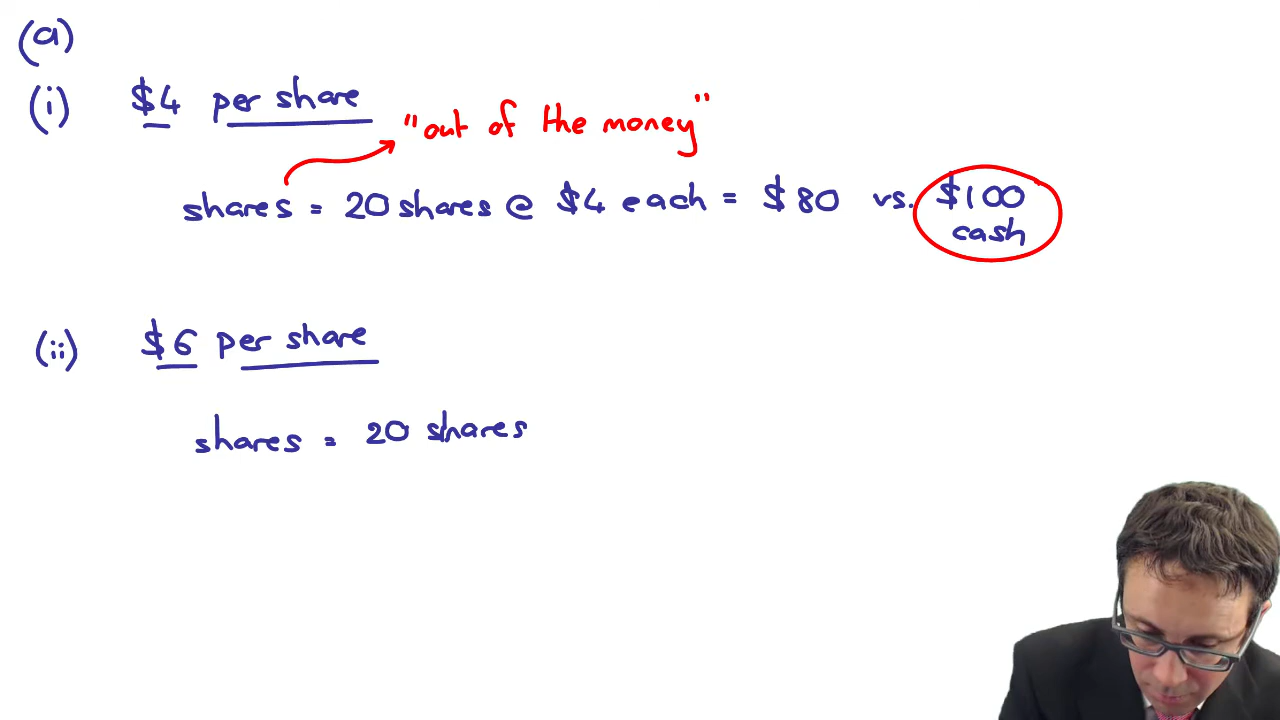 (a)
(i) $4 per share
"out of the money"
shares = 20 shares @ $4 each = $80 vs. $100
cash
(ii) $6 per share
shares = 20 shares